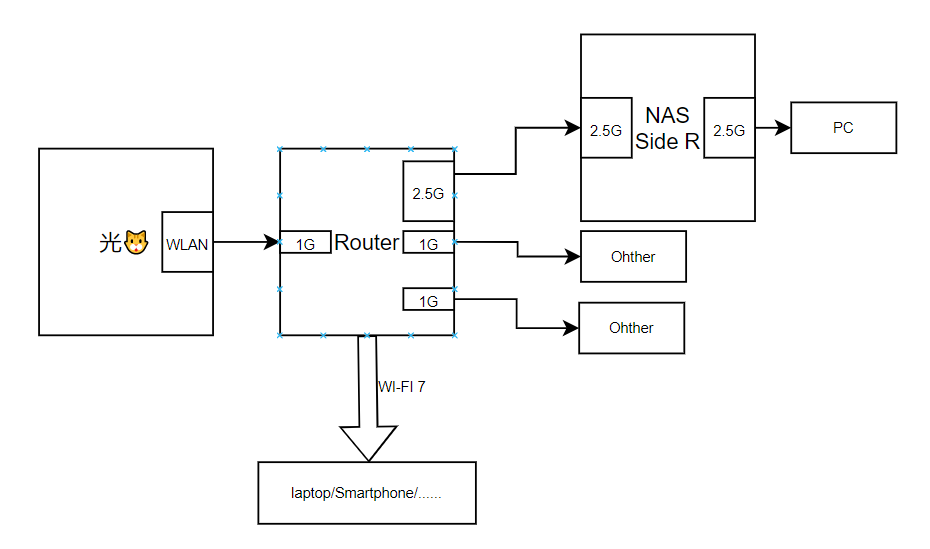 光🐱
WLAN
1G
Router
2.5G
1G
1G
2.5G
NAS
Side R
2.5G
PC
Ohther
Ohther
WI-FI 7
laptop/Smartphone/......